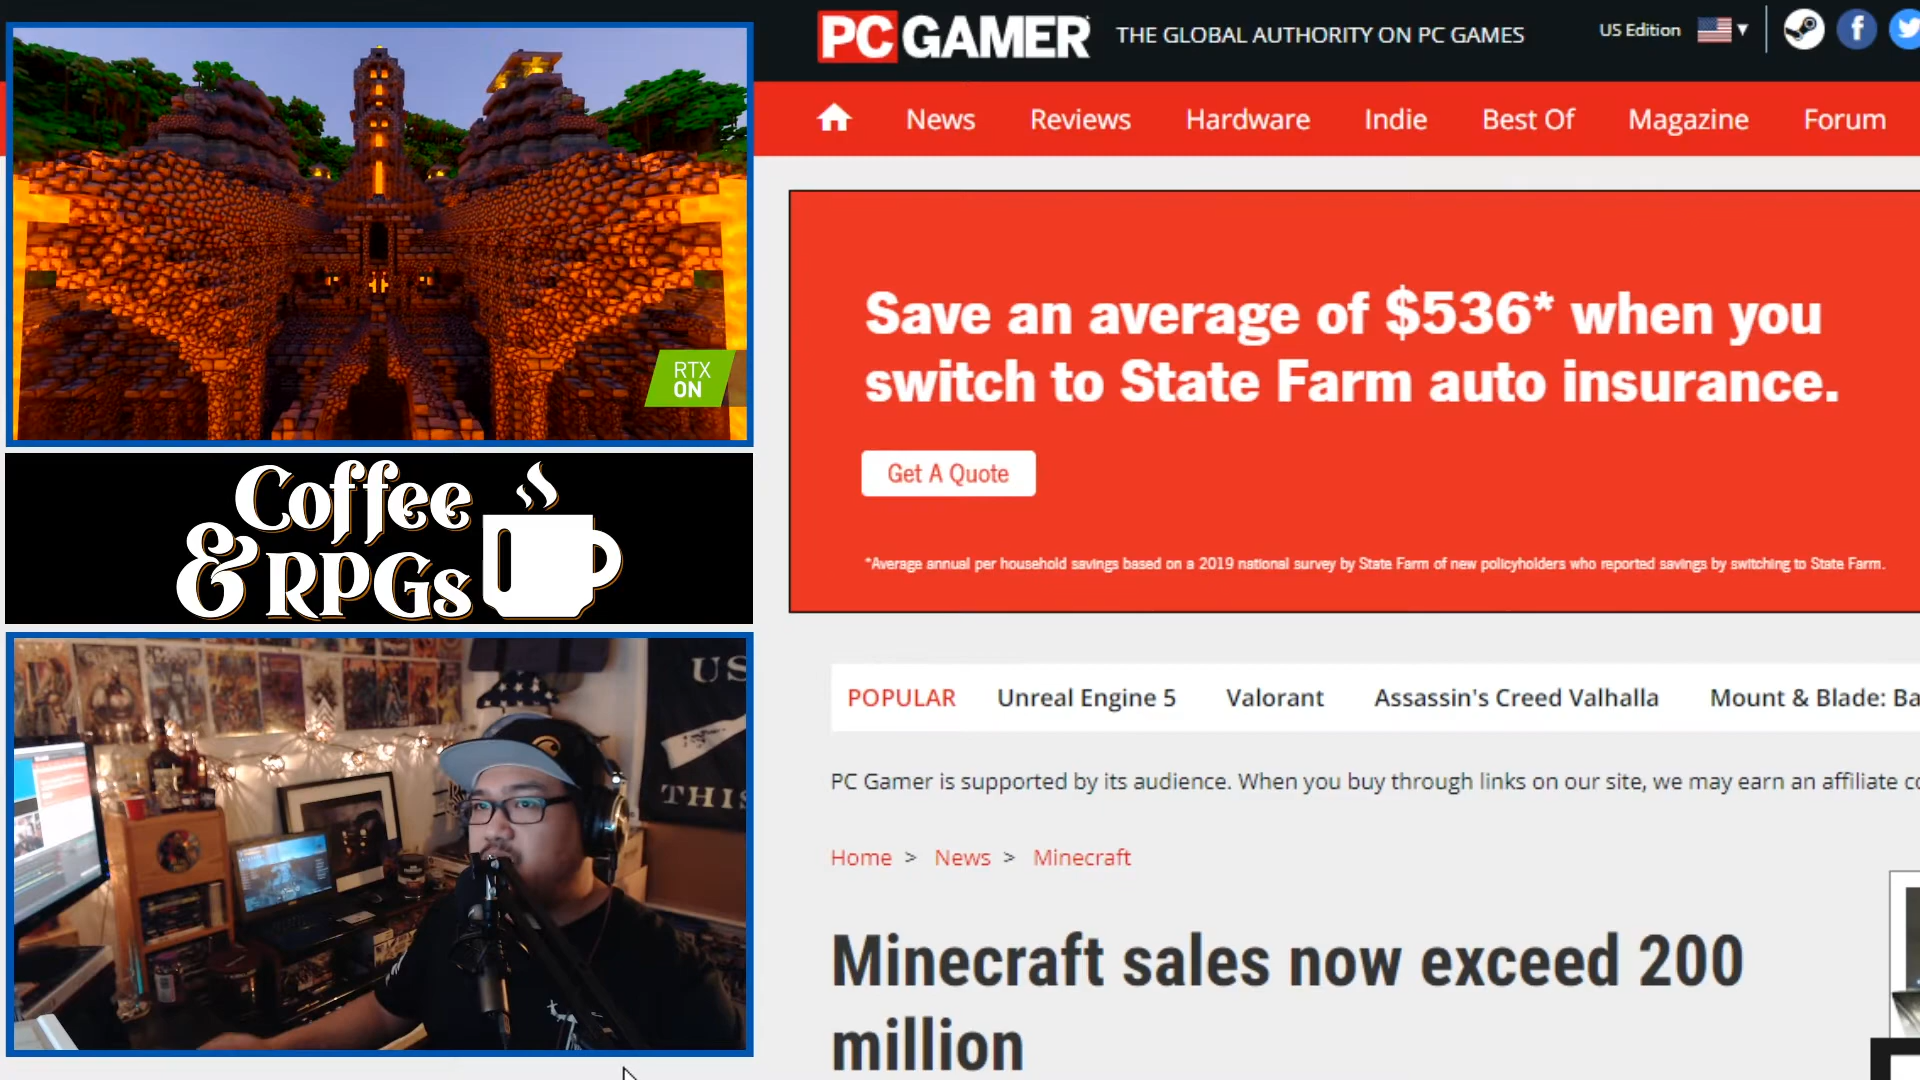 RTX
ON
Coffee
& RPGs
US
THIS
PC GAMER
THE GLOBAL AUTHORITY ON PC GAMES
US Edition
News
Reviews
Hardware
Indie
Best Of
Magazine
Forum
Save an average of $536* when you
switch to State Farm auto insurance.
Get A Quote
*Average annual per household savings based on a 2019 national survey by State Farm of new policyholders who reported savings by switching to State Farm.
POPULAR
Unreal Engine 5
Valorant
Assassin's Creed Valhalla
Mount & Blade: Ba
PC Gamer is supported by its audience. When you buy through links on our site, we may earn an affiliate co
Home > News > Minecraft
Minecraft sales now exceed 200
million